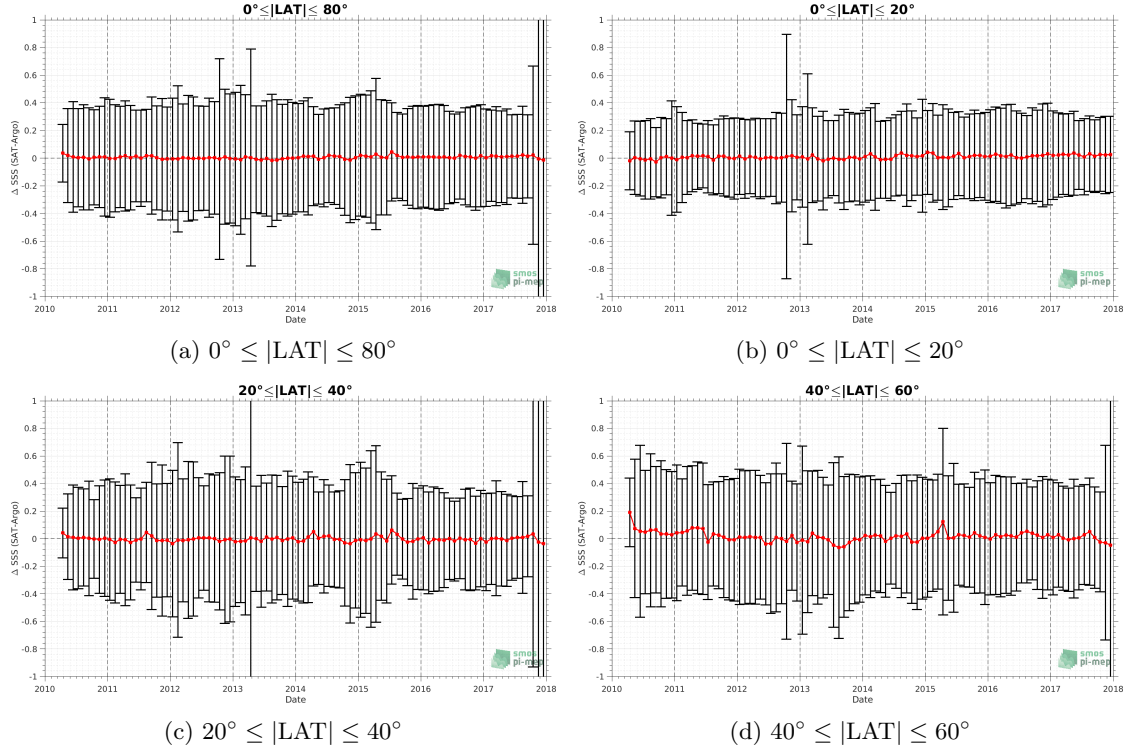 0°≤|LAT|≤ 80°
Δ SSS (SAT-Argo)
1
0.8
0.6
0.4
0.2
0
-0.2
-0.4
-0.6
-0.8
-1
2010 2011 2012 2013 2014 2015 2016 2017 2018
Date
smos
pi-mep
(a) 0° ≤ |LAT| ≤ 80°
0°≤|LAT|≤ 20°
Δ SSS (SAT-Argo)
1
0.8
0.6
0.4
0.2
0
-0.2
-0.4
-0.6
-0.8
-1
2010 2011 2012 2013 2014 2015 2016 2017 2018
Date
smos
pi-mep
(b) 0° ≤ |LAT| ≤ 20°
20°≤|LAT|≤ 40°
Δ SSS (SAT-Argo)
1
0.8
0.6
0.4
0.2
0
-0.2
-0.4
-0.6
-0.8
-1
2010 2011 2012 2013 2014 2015 2016 2017 2018
Date
smos
pi-mep
(c) 20° ≤ |LAT| ≤ 40°
40°≤|LAT|≤ 60°
Δ SSS (SAT-Argo)
1
0.8
0.6
0.4
0.2
0
-0.2
-0.4
-0.6
-0.8
-1
2010 2011 2012 2013 2014 2015 2016 2017 2018
Date
smos
pi-mep
(d) 40° ≤ |LAT| ≤ 60°